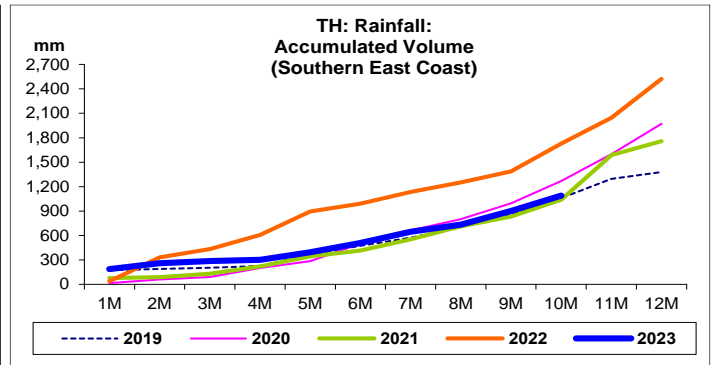 TH: Rainfall:
Accumulated Volume
(Southern East Coast)
mm
2,700
2,400
2,100
1,800
1,500
1,200
900
600
300
0
1M 2M 3M 4M 5M 6M 7M 8M 9M 10M 11M 12M
2019 2020 2021 2022 2023